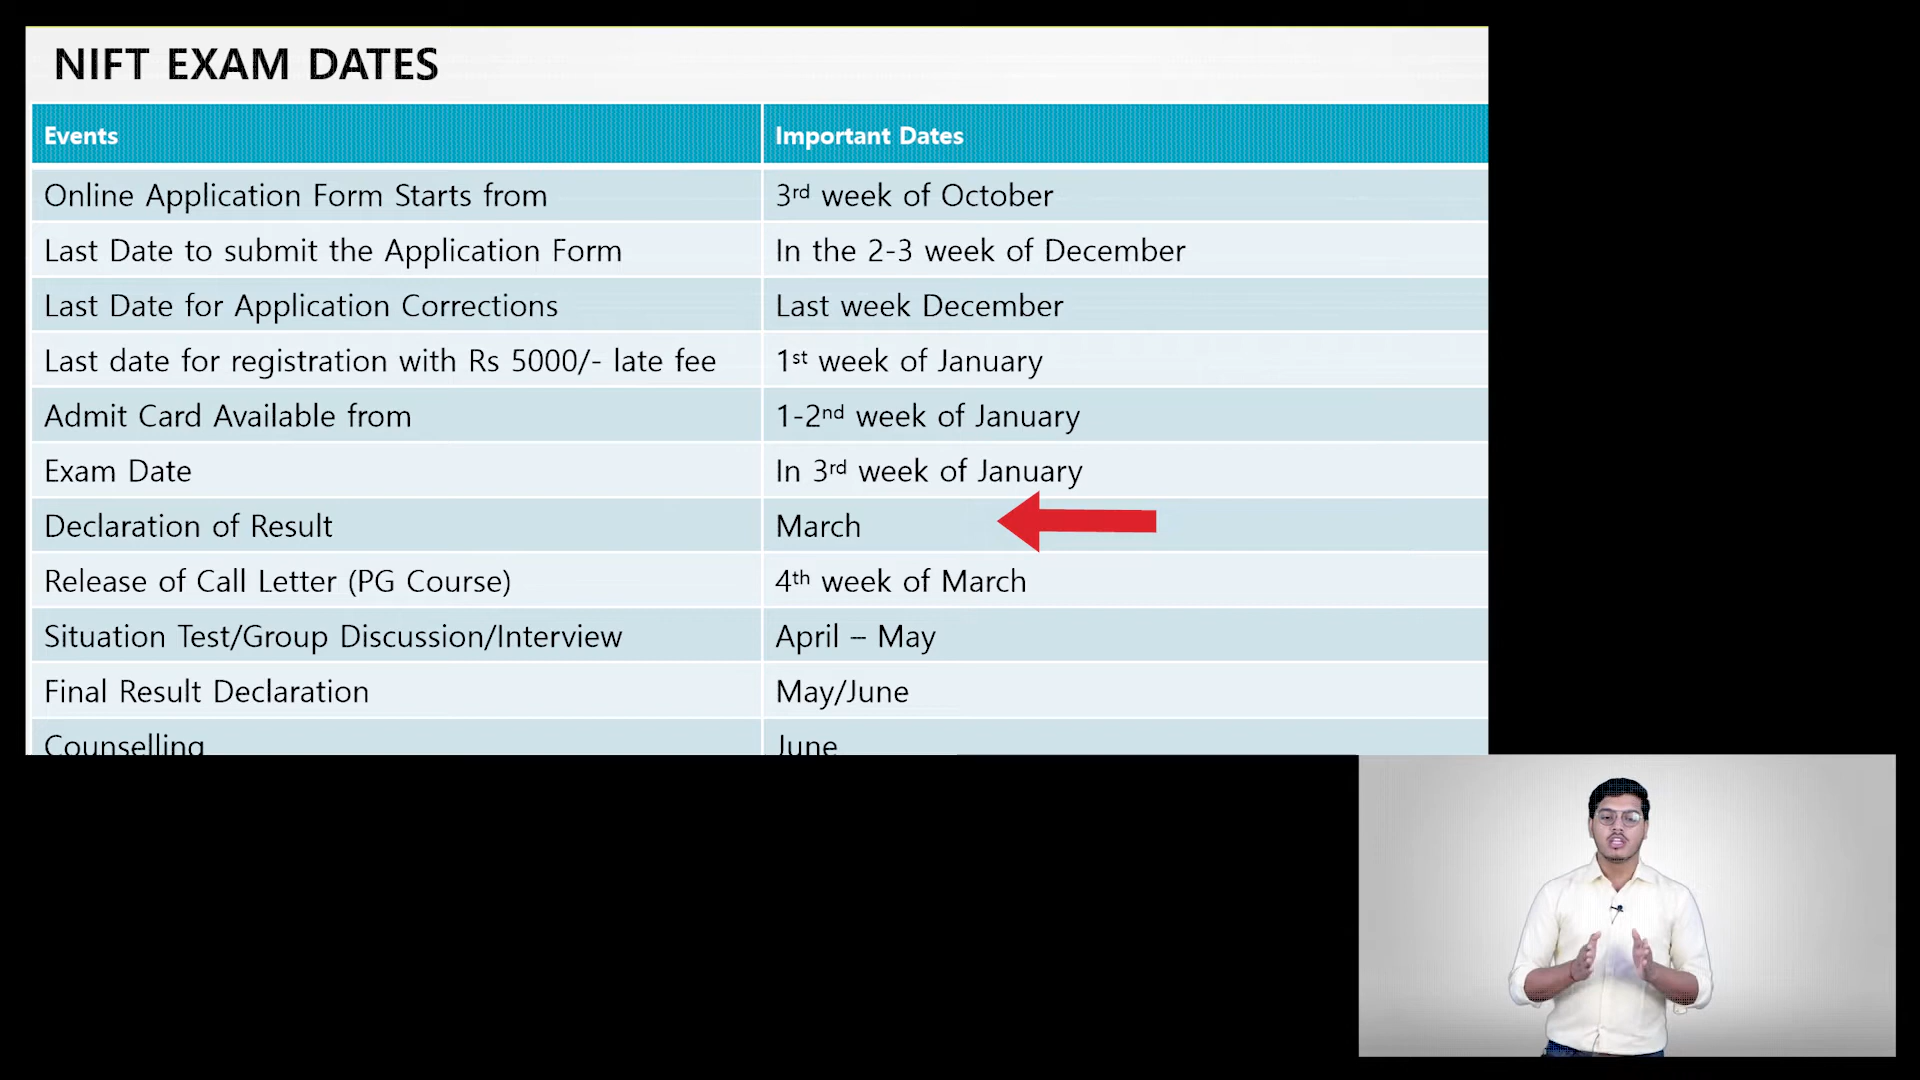 NIFT EXAM DATES
Events Important Dates
Online Application Form Starts from 3rd week of October
Last Date to submit the Application Form In the 2-3 week of December
Last Date for Application Corrections Last week December
Last date for registration with Rs 5000/- late fee 1st week of January
Admit Card Available from 1-2nd week of January
Exam Date In 3rd week of January
Declaration of Result March
Release of Call Letter (PG Course) 4th week of March
Situation Test/Group Discussion/Interview April – May
Final Result Declaration May/June
Counselling June